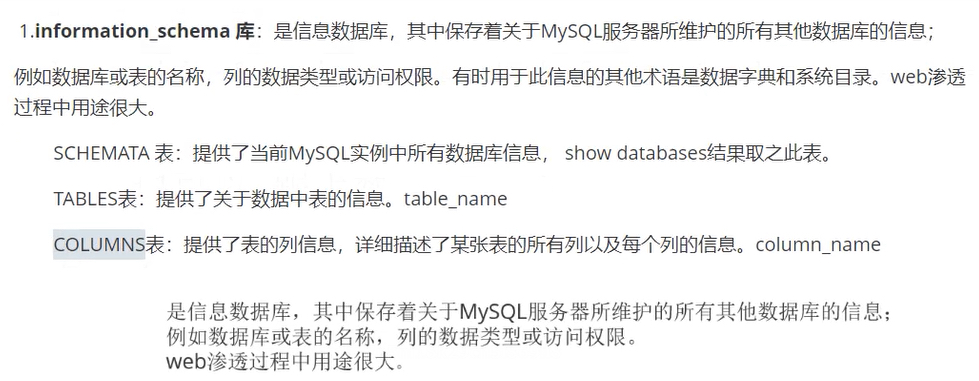 1.information_schema 库：是信息数据库，其中保存着关于MySQL服务器所维护的所有其他数据库的信息；
例如数据库或表的名称，列的数据类型或访问权限。有时用于此信息的其他术语是数据字典和系统目录。web渗透
过程中用途很大。
SCHEMATA 表：提供了当前MySQL实例中所有数据库信息， show databases结果取之此表。
TABLES表：提供了关于数据中表的信息。table_name
COLUMNS表：提供了表的列信息，详细描述了某张表的所有列以及每个列的信息。column_name
是信息数据库，其中保存着关于MySQL服务器所维护的所有其他数据库的信息；
例如数据库或表的名称，列的数据类型或访问权限。
web渗透过程中用途很大。